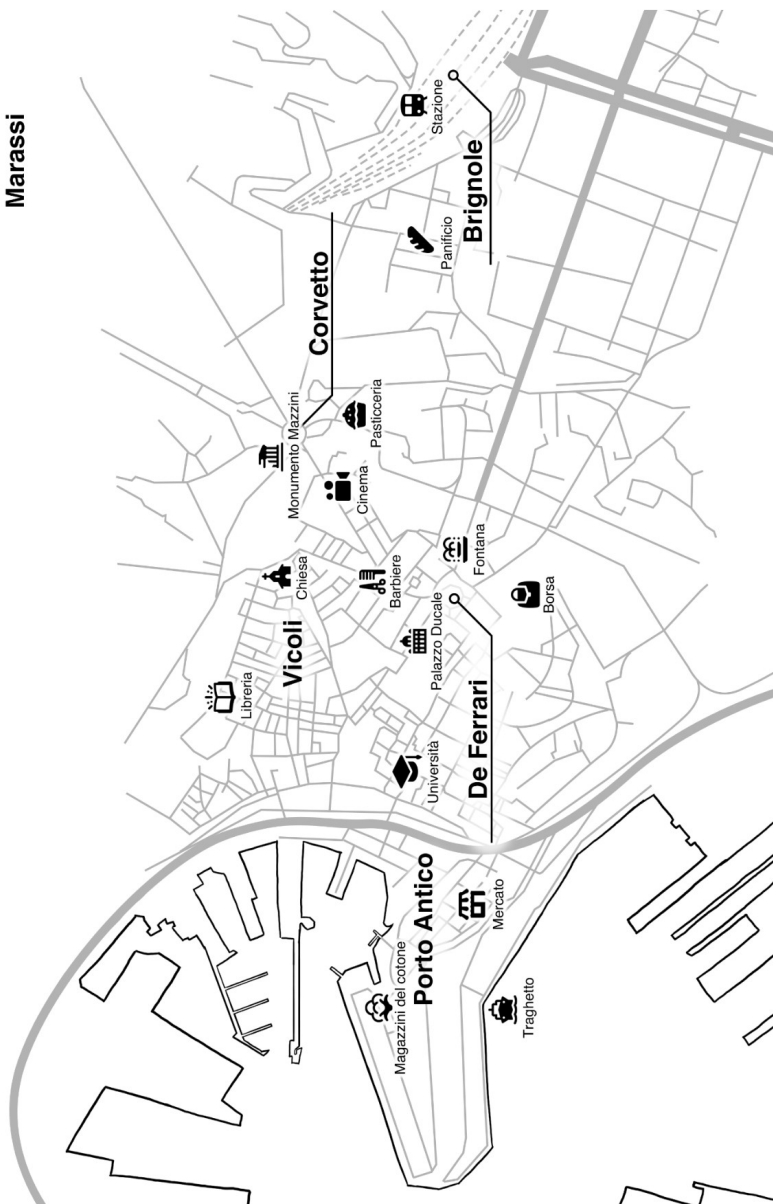 Marassi
Stazione
Brignole
Panificio
Corvetto
Monumento Mazzini
Pasticceria
Cinema
Chiesa
Vicoli
Barbiere
Fontana
Libreria
Palazzo Ducale
Borsa
Università
De Ferrari
Porto Antico
Mercato
Magazzini del cotone
Traghetto